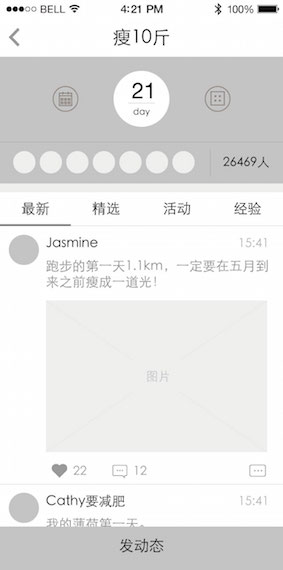 BELL 4:21 PM 100%
瘦10斤
21
day
26469人
最新 精选 活动 经验
Jasmine 15:41
跑步的第一天1.1km，一定要在五月到
来之前瘦成一道光！
图片
22 12
Cathy要减肥 15:41
我的薄荷第一天。
发动态